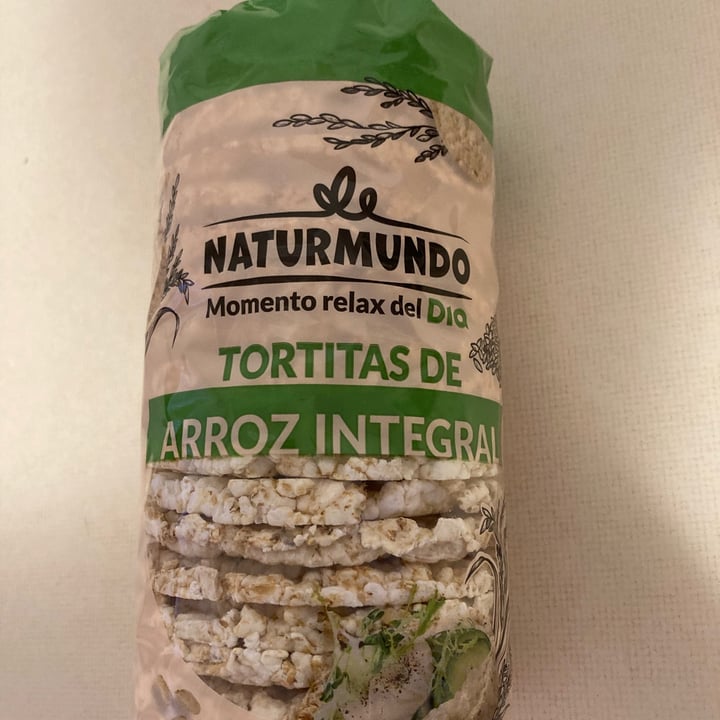 NATURMUNDO
Momento relax del Dia
TORTITAS DE
ARROZ INTEGRAL